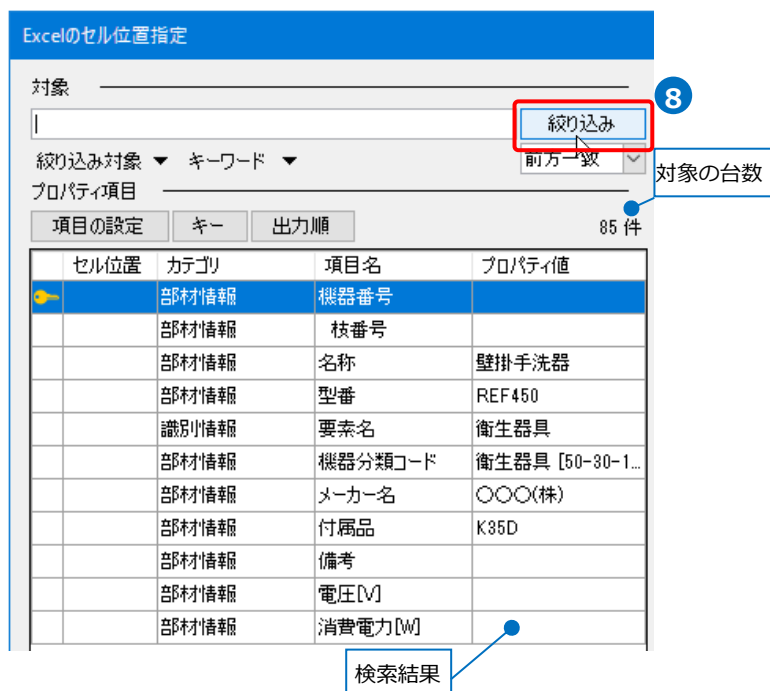 Excelのセル位置指定
対象
絞り込み
8
絞り込み対象 ▼ キーワード ▼
前方一致
対象の台数
プロパティ項目
項目の設定 キー 出力順 85 件
セル位置 カテゴリ 項目名 プロパティ値
部材情報 機器番号
部材情報 枝番号
部材情報 名称 壁掛手洗器
部材情報 型番 REF450
識別情報 要素名 衛生器具
部材情報 機器分類コード 衛生器具 [50-30-1...
部材情報 メーカー名 〇〇〇(株)
部材情報 付属品 K35D
部材情報 備考
部材情報 電圧[V]
部材情報 消費電力[W]
検索結果